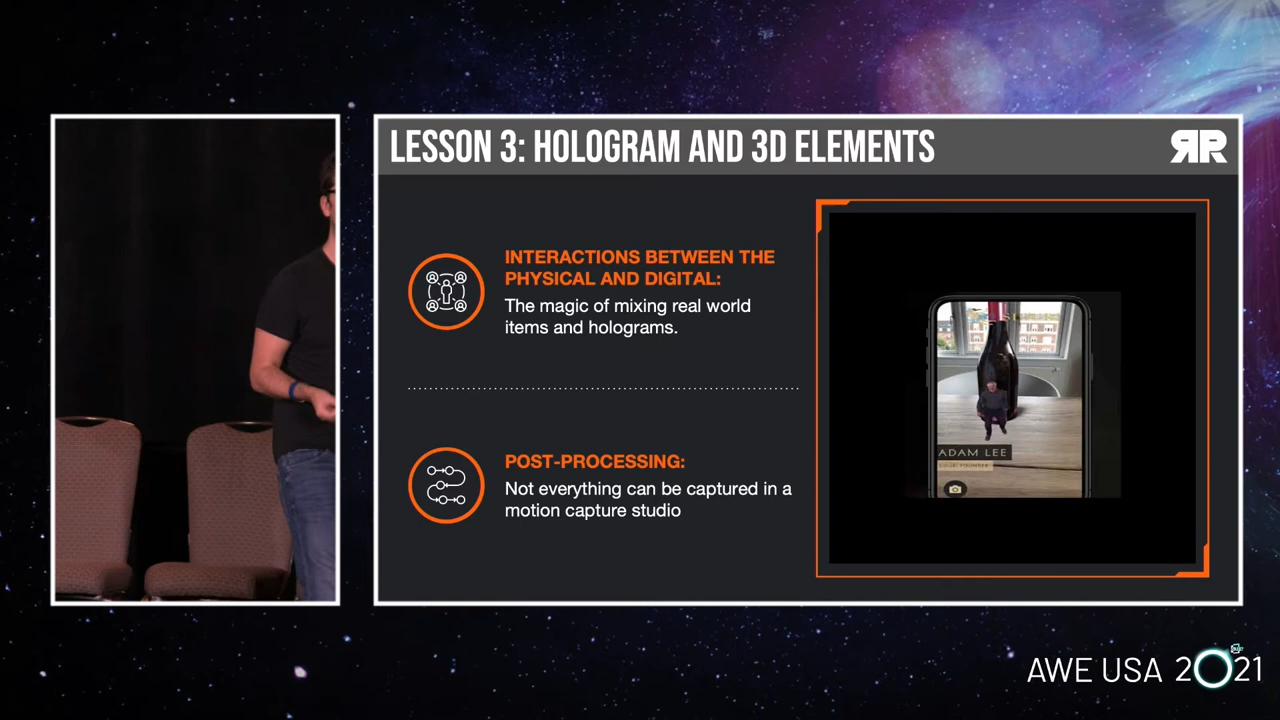 LESSON 3: HOLOGRAM AND 3D ELEMENTS
RR
INTERACTIONS BETWEEN THE
PHYSICAL AND DIGITAL:
The magic of mixing real world
items and holograms.
POST-PROCESSING:
Not everything can be captured in a
motion capture studio
ADAM LEE
FOUNDER
AWE USA 2021